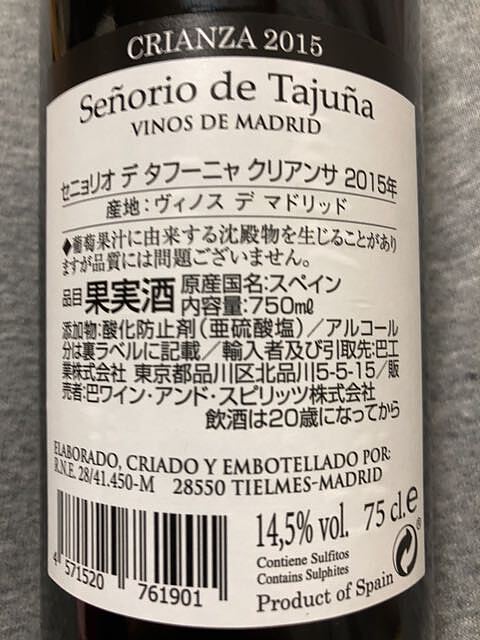 CRIANZA 2015
Señorio de Tajuña
VINOS DE MADRID
セニョリオ デ タフーニャ クリアンサ 2015年
産地:ヴィノス デ マドリッド
◆葡萄果汁に由来する沈殿物を生じることがあり
ますが品質には問題ございません。
品目 果実酒 原産国名:スペイン
内容量:750mℓ
添加物:酸化防止剤(亜硫酸塩)/アルコール
分は裏ラベルに記載/輸入者及び引取先:巴工
業株式会社 東京都品川区北品川5-5-15/販
売者:巴ワイン・アンド・スピリッツ株式会社
飲酒は20歳になってから
ELABORADO, CRIADO Y EMBOTELLADO POR:
R.N.E. 28/41.450-M 28550 TIELMES-MADRID
14,5% vol. 75 cl.e
Contiene Sulfitos
Contains Sulphites
Product of Spain
4 571520 761901